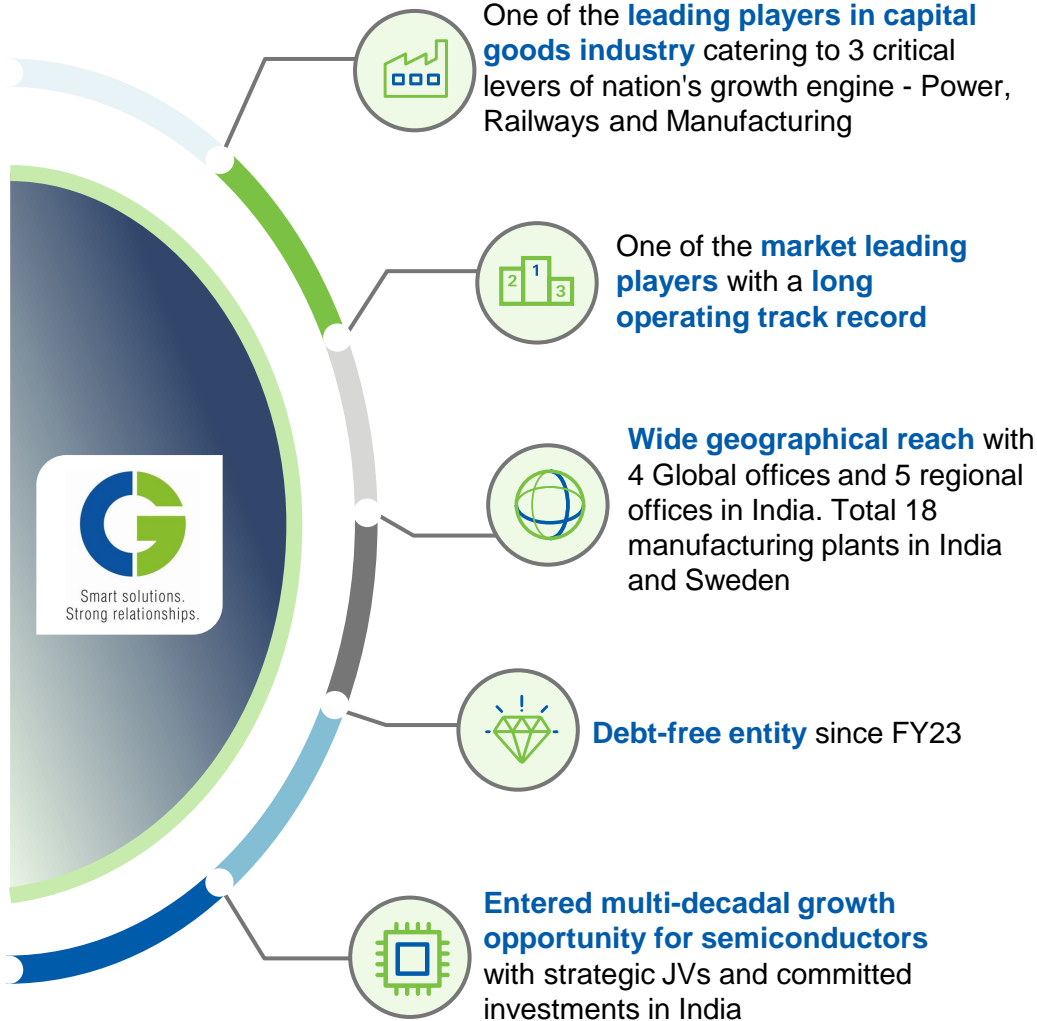 One of the leading players in capital
goods industry catering to 3 critical
levers of nation's growth engine - Power,
Railways and Manufacturing
2 1 3
One of the market leading
players with a long
operating track record
Wide geographical reach with
4 Global offices and 5 regional
offices in India. Total 18
manufacturing plants in India
and Sweden
CG
Smart solutions.
Strong relationships.
Debt-free entity since FY23
Entered multi-decadal growth
opportunity for semiconductors
with strategic JVs and committed
investments in India